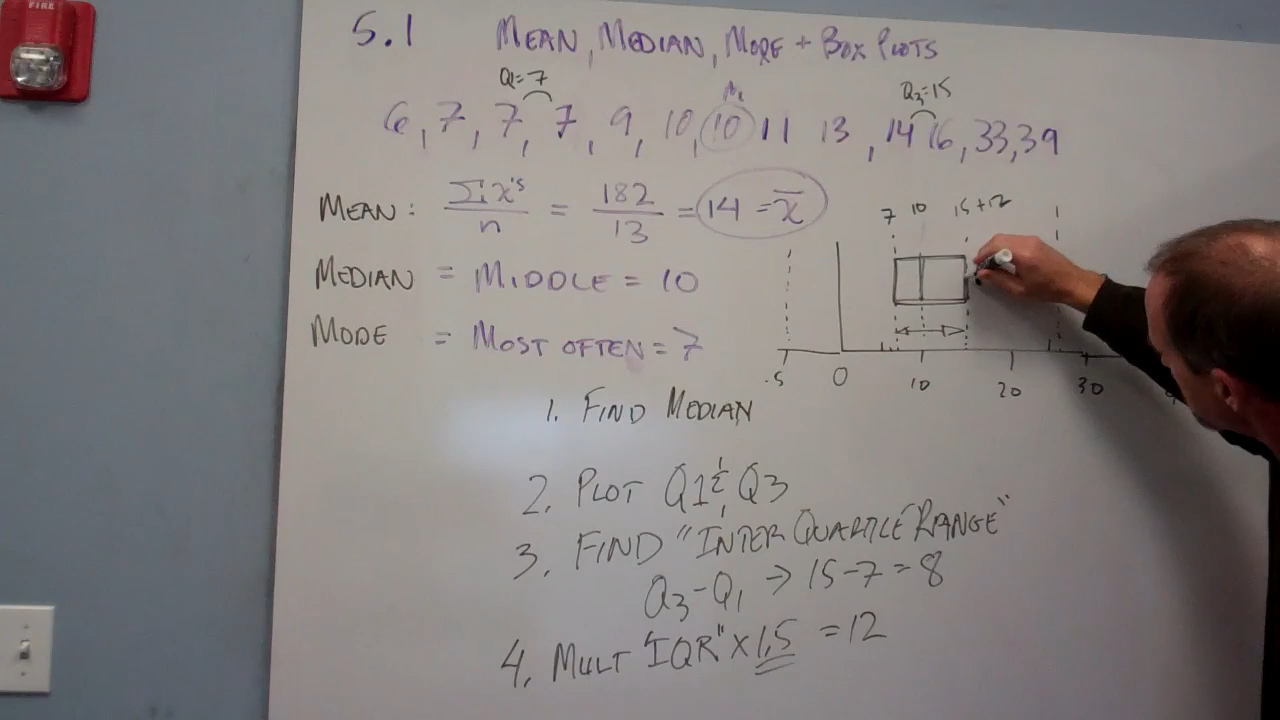 FIRE
5.1 MEAN, MEDIAN, MODE + BOX PLOTS
Q1=7 Q3=15
6, 7, 7, 7, 9, 10, 10 11 13, 14 16, 33, 39
MEAN: Σx's / n = 182 / 13 = 14 = x̄
MEDIAN = MIDDLE = 10
MODE = MOST OFTEN = 7
7 10 15+12
.5 0 10 20 30
1. FIND MEDIAN
2. PLOT Q1 & Q3
3. FIND "INTER QUARTILE RANGE"
Q3-Q1 → 15-7=8
4. MULT "IQR" X 1.5 = 12